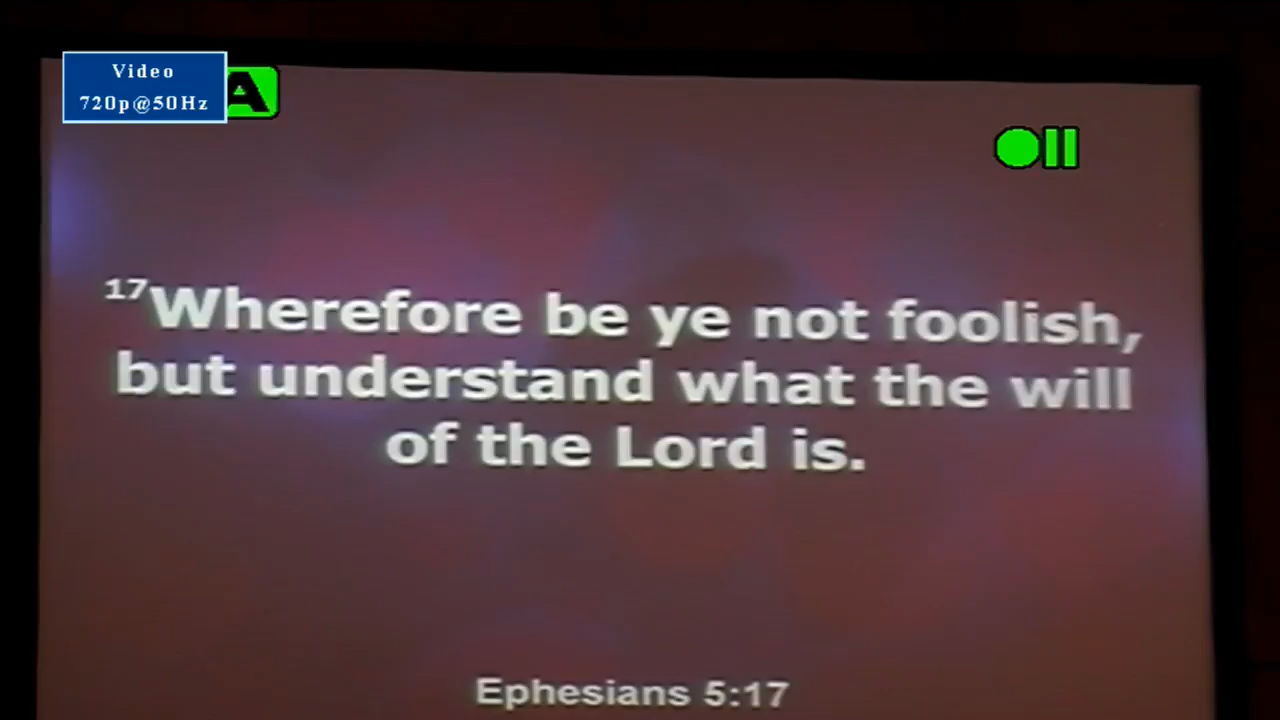 Video
720p@50Hz
A
17Wherefore be ye not foolish,
but understand what the will
of the Lord is.
Ephesians 5:17